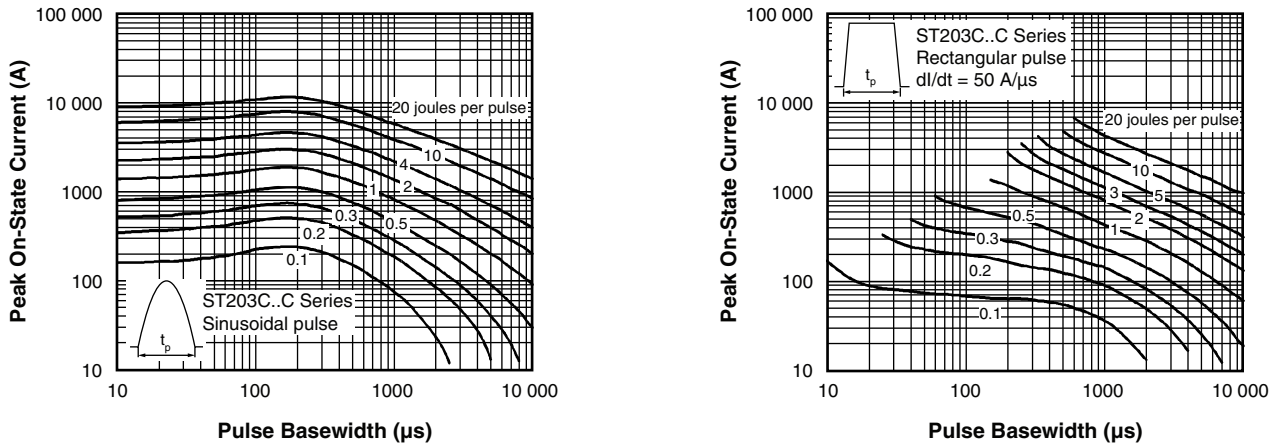 Peak On-State Current (A)
100 000
10 000
1000
100
10
20 joules per pulse
10
4
2
1
0.5
0.3
0.2
0.1
ST203C..C Series
Sinusoidal pulse
tp
10
100
1000
10 000
Pulse Basewidth (µs)
Peak On-State Current (A)
100 000
10 000
1000
100
10
tp
ST203C..C Series
Rectangular pulse
dI/dt = 50 A/µs
20 joules per pulse
10
5
3
2
1
0.5
0.3
0.2
0.1
10
100
1000
10 000
Pulse Basewidth (µs)